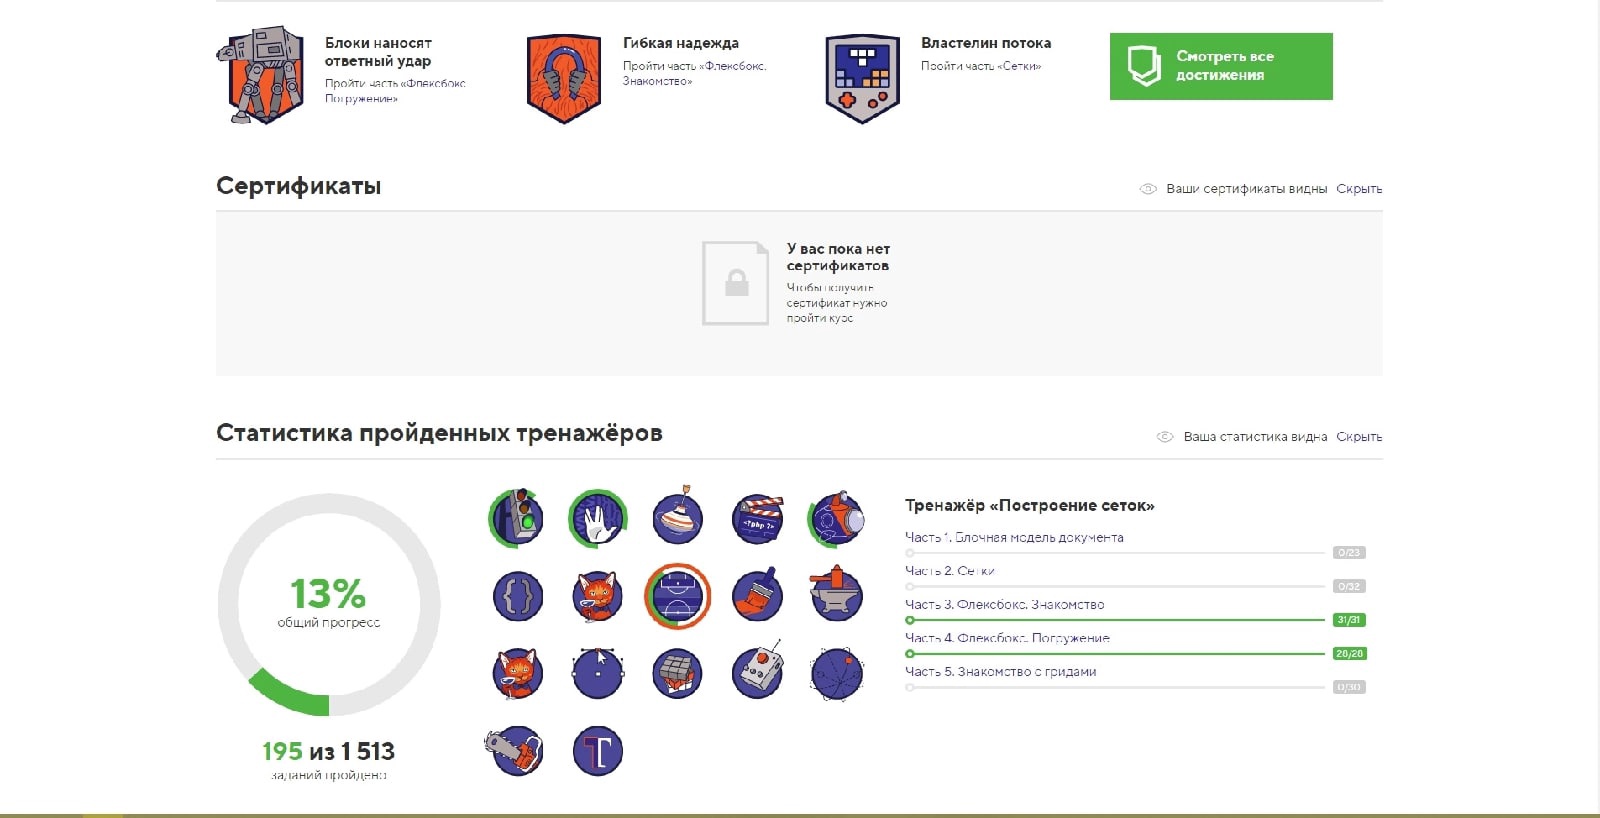 Блоки наносят
ответный удар
Пройти часть «Флексбокс.
Погружение»
Гибкая надежда
Пройти часть «Флексбокс.
Знакомство»
Властелин потока
Пройти часть «Сетки»
Смотреть все
достижения
Сертификаты
Ваши сертификаты видны Скрыть
У вас пока нет
сертификатов
Чтобы получить
сертификат нужно
пройти курс
Статистика пройденных тренажёров
Ваша статистика видна Скрыть
13%
общий прогресс
195 из 1 513
заданий пройдено
<?php ?>
{ }
T
Тренажёр «Построение сеток»
Часть 1. Блочная модель документа
0/23
Часть 2. Сетки
0/32
Часть 3. Флексбокс. Знакомство
31/31
Часть 4. Флексбокс. Погружение
28/28
Часть 5. Знакомство с гридами
0/30